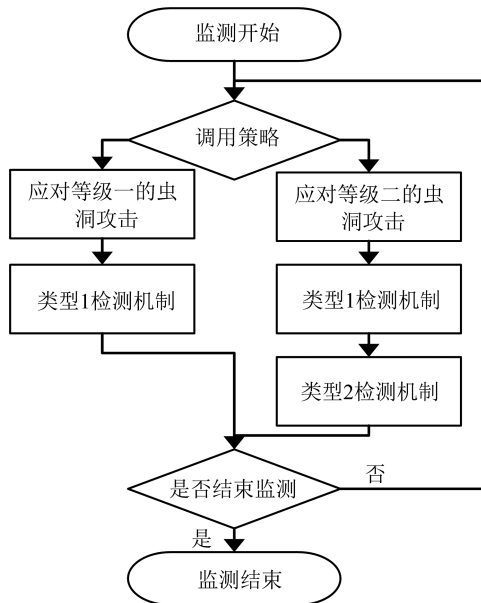 监测开始
调用策略
应对等级一的虫
洞攻击
类型1检测机制
应对等级二的虫
洞攻击
类型1检测机制
类型2检测机制
是否结束监测
否
是
监测结束